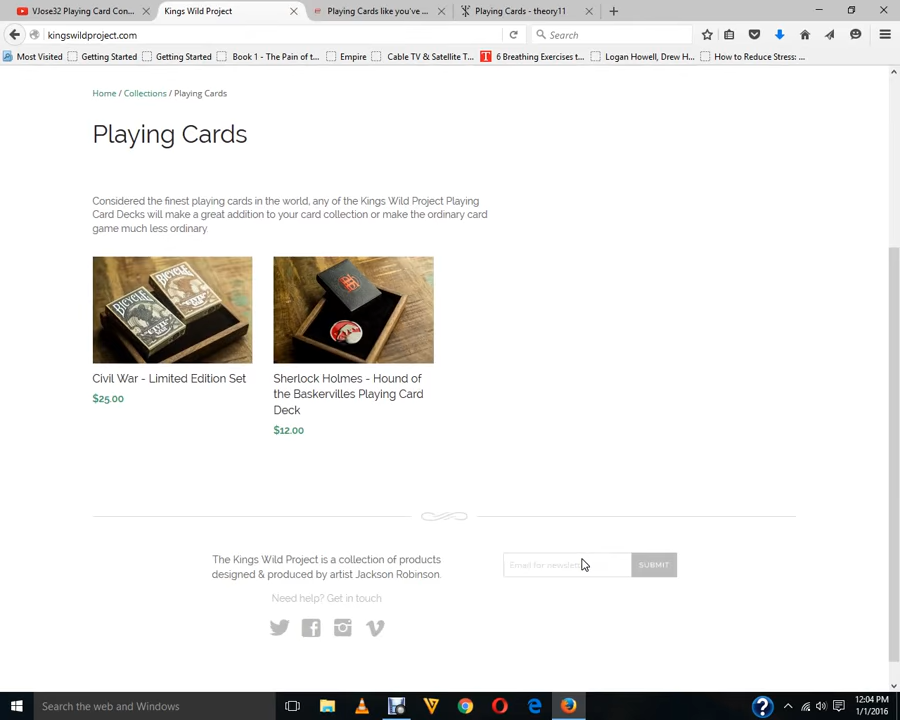 VJose32 Playing Card Con...
Kings Wild Project
Playing Cards like you've ...
Playing Cards - theory11
kingswildproject.com
Search
Most Visited
Getting Started
Getting Started
Book 1 - The Pain of t...
Empire
Cable TV & Satellite T...
6 Breathing Exercises t...
Logan Howell, Drew H...
How to Reduce Stress: ...
Home / Collections / Playing Cards
Playing Cards
Considered the finest playing cards in the world, any of the Kings Wild Project Playing
Card Decks will make a great addition to your card collection or make the ordinary card
game much less ordinary.
BICYCLE
BICYCLE
Civil War - Limited Edition Set
$25.00
Sherlock Holmes - Hound of
the Baskervilles Playing Card
Deck
$12.00
The Kings Wild Project is a collection of products
designed & produced by artist Jackson Robinson.
Need help? Get in touch
Email for newslett
SUBMIT
Search the web and Windows
12:04 PM
1/1/2016